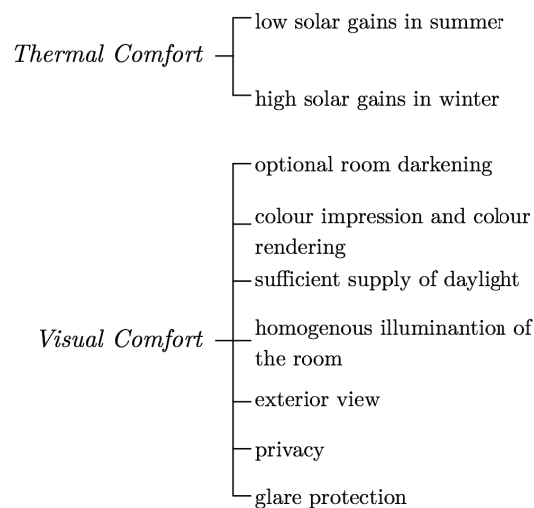 low solar gains in summer
Thermal Comfort
high solar gains in winter
optional room darkening
colour impression and colour
rendering
sufficient supply of daylight
homogenous illuminantion of
Visual Comfort
the room
exterior view
privacy
glare protection